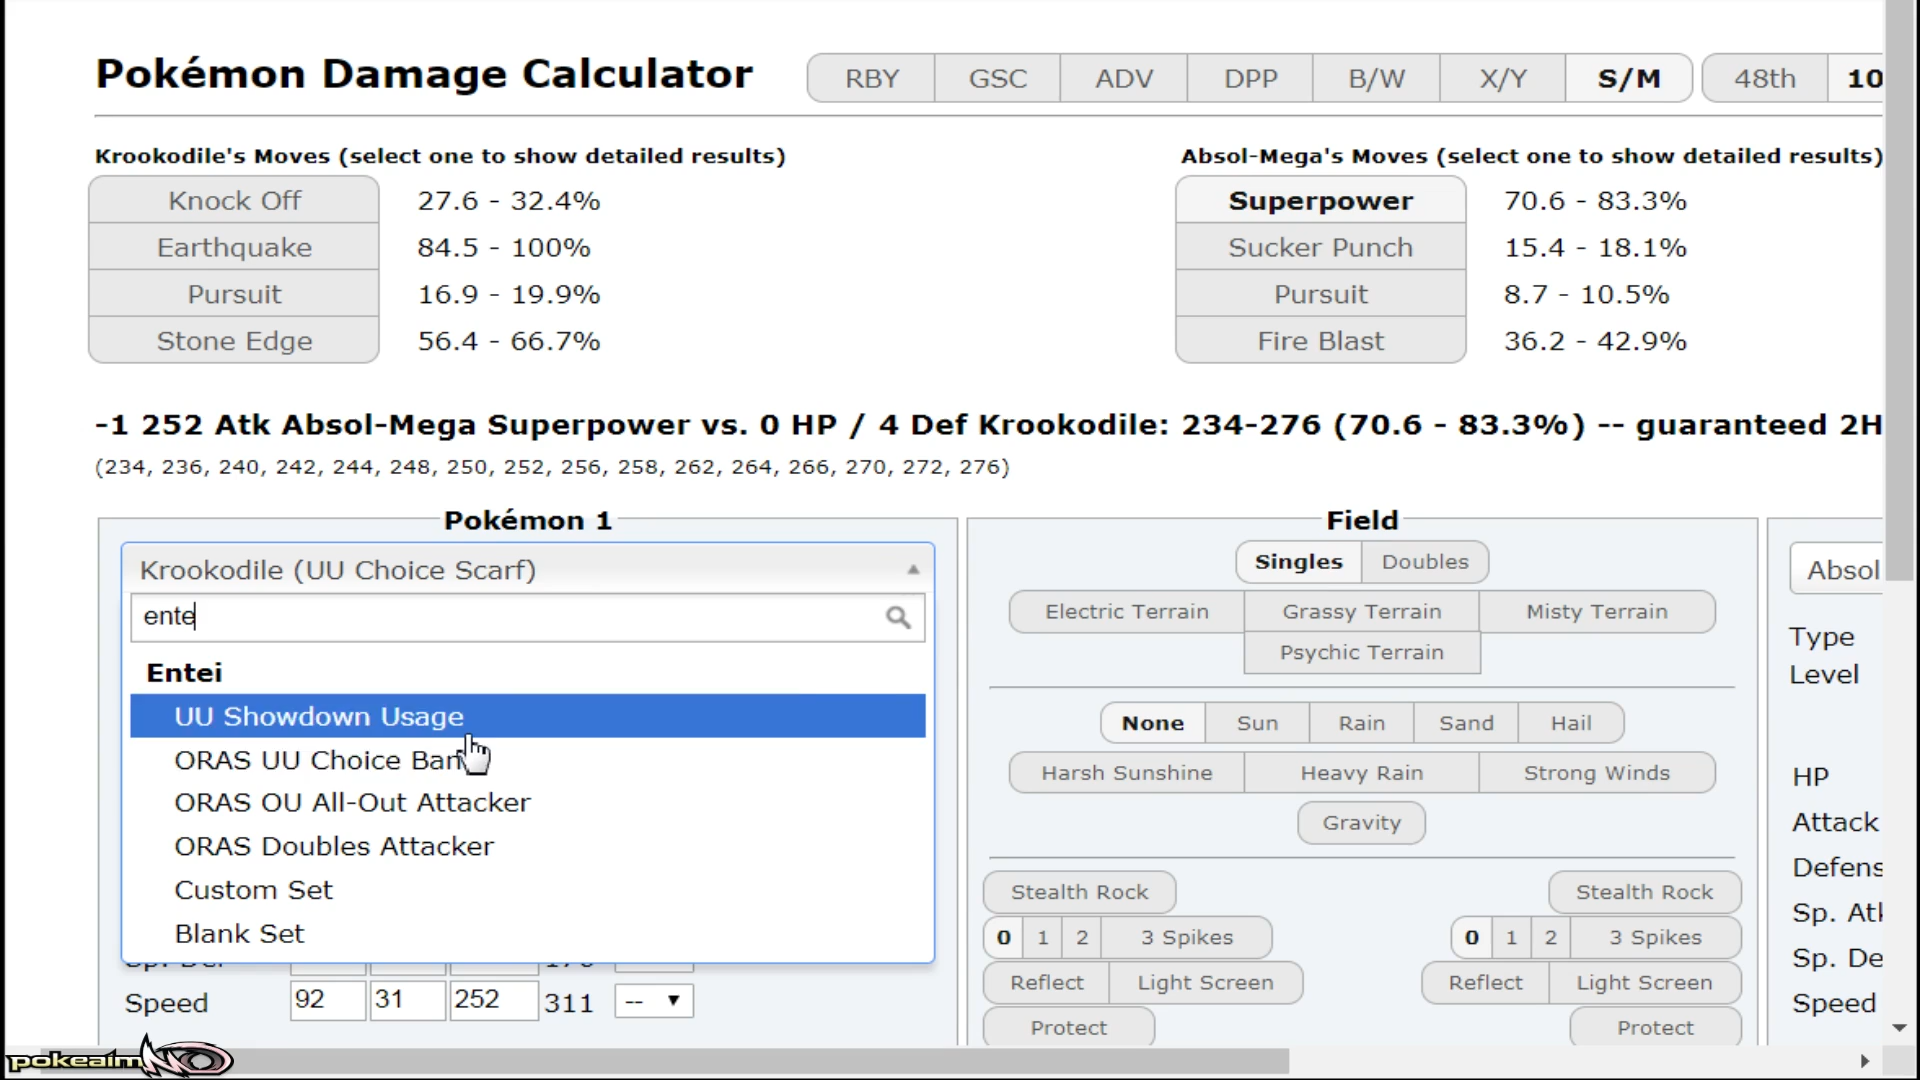 Pokémon Damage Calculator
RBY GSC ADV DPP B/W X/Y S/M 48th 10
Krookodile's Moves (select one to show detailed results)
Knock Off 27.6 - 32.4%
Earthquake 84.5 - 100%
Pursuit 16.9 - 19.9%
Stone Edge 56.4 - 66.7%
Absol-Mega's Moves (select one to show detailed results)
Superpower 70.6 - 83.3%
Sucker Punch 15.4 - 18.1%
Pursuit 8.7 - 10.5%
Fire Blast 36.2 - 42.9%
-1 252 Atk Absol-Mega Superpower vs. 0 HP / 4 Def Krookodile: 234-276 (70.6 - 83.3%) -- guaranteed 2H
(234, 236, 240, 242, 244, 248, 250, 252, 256, 258, 262, 264, 266, 270, 272, 276)
Pokémon 1
Krookodile (UU Choice Scarf)
ente
Entei
UU Showdown Usage
ORAS UU Choice Ban
ORAS OU All-Out Attacker
ORAS Doubles Attacker
Custom Set
Blank Set
Speed 92 31 252 311 --
Field
Singles Doubles
Electric Terrain Grassy Terrain Misty Terrain
Psychic Terrain
None Sun Rain Sand Hail
Harsh Sunshine Heavy Rain Strong Winds
Gravity
Stealth Rock Stealth Rock
0 1 2 3 Spikes 0 1 2 3 Spikes
Reflect Light Screen Reflect Light Screen
Protect Protect
Absol
Type
Level
HP
Attack
Defens
Sp. Atk
Sp. De
Speed
pokeaim